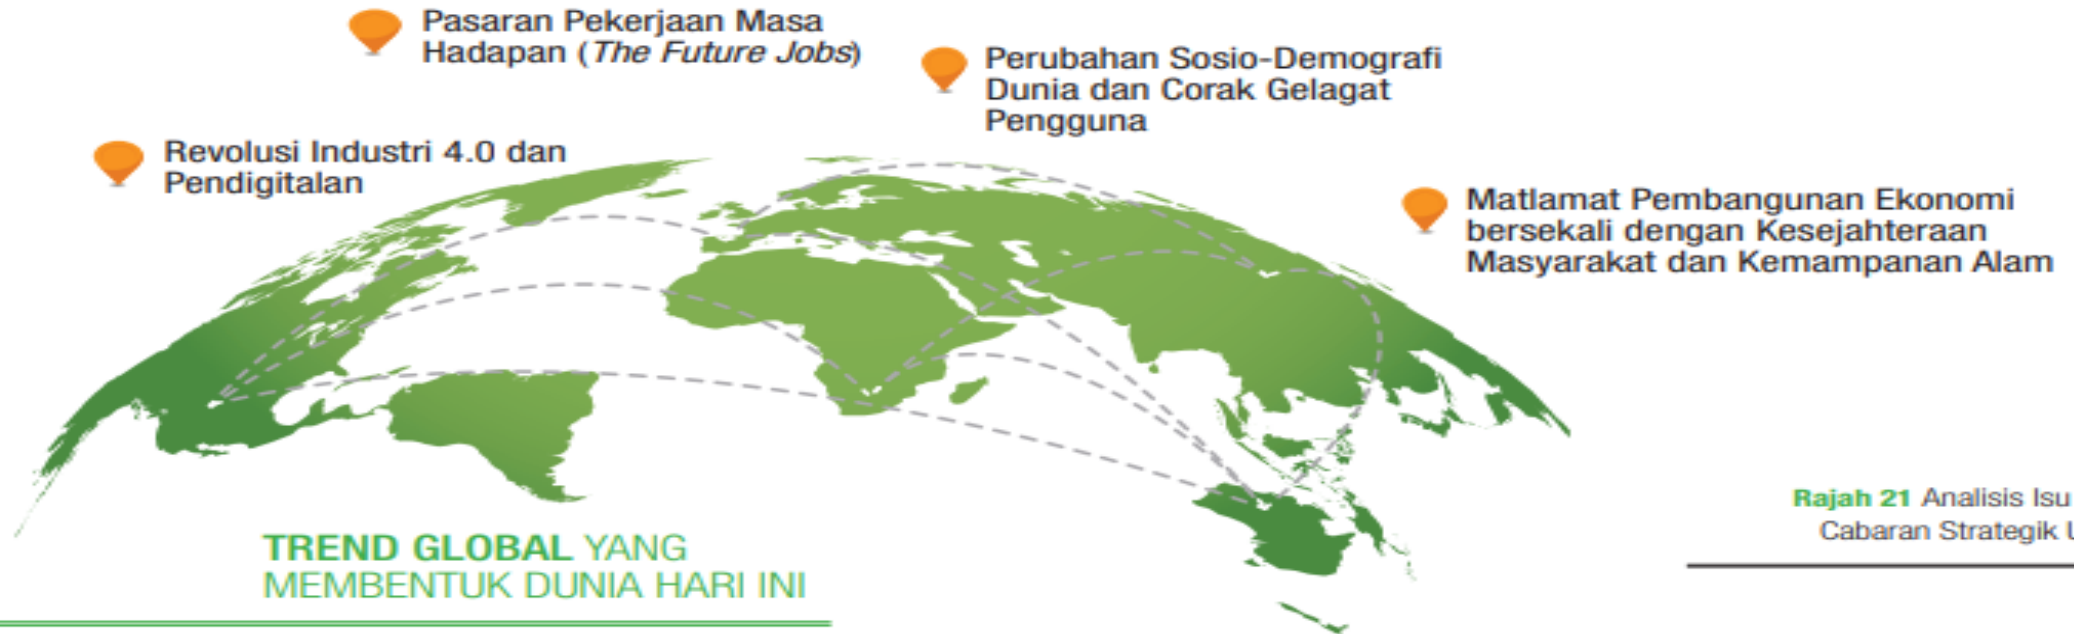 Pasaran Pekerjaan Masa
Hadapan (The Future Jobs)
Perubahan Sosio-Demografi
Dunia dan Corak Gelagat
Pengguna
Revolusi Industri 4.0 dan
Pendigitalan
Matlamat Pembangunan Ekonomi
bersekali dengan Kesejahteraan
Masyarakat dan Kemampanan Alam
Rajah 21 Analisis Isu
Cabaran Strategik
TREND GLOBAL YANG
MEMBENTUK DUNIA HARI INI